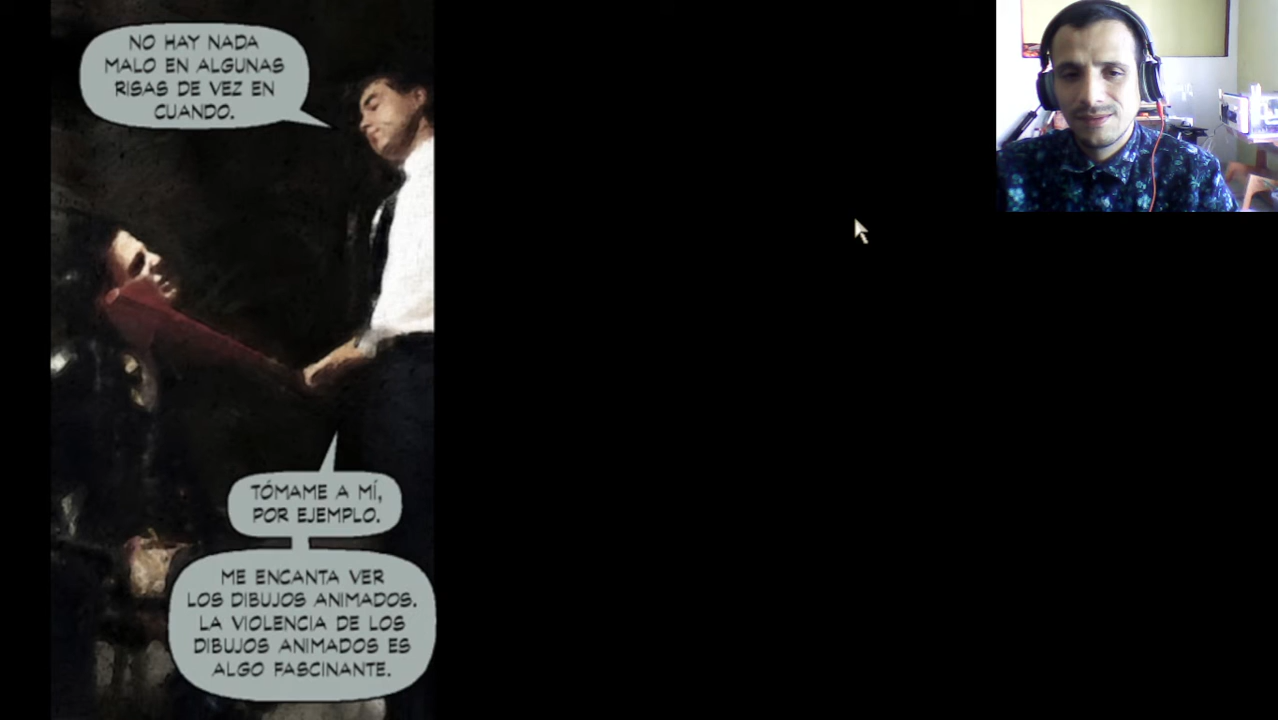 NO HAY NADA
MALO EN ALGUNAS
RISAS DE VEZ EN
CUANDO.
TÓMAME A MÍ,
POR EJEMPLO.
ME ENCANTA VER
LOS DIBUJOS ANIMADOS.
LA VIOLENCIA DE LOS
DIBUJOS ANIMADOS ES
ALGO FASCINANTE.